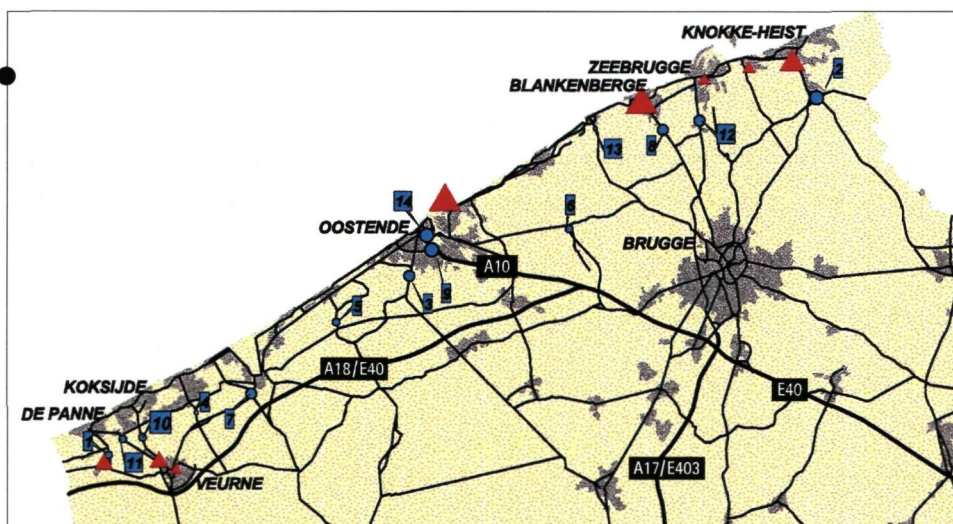 KNOKKE-HEIST
ZEEBRUGGE
2
BLANKENBERGE
13
8
12
14
6
OOSTENDE
BRUGGE
A10
5
3
9
A18/E40
KOKSIJDE
E40
DE PANNE
10
4
7
1
11
A17/E403
VEURNE